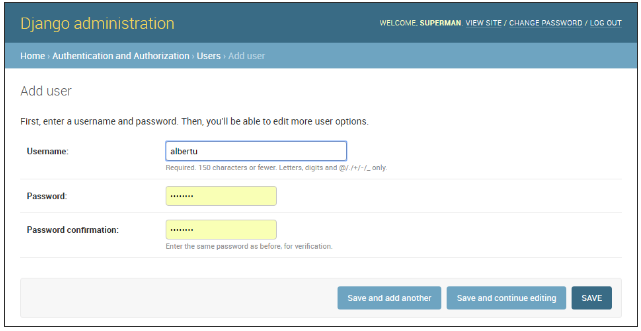 Django administration
WELCOME, SUPERMAN. VIEW SITE / CHANGE PASSWORD / LOG OUT
Home › Authentication and Authorization › Users › Add user
Add user
First, enter a username and password. Then, you'll be able to edit more user options.
Username: albertu
Required. 150 characters or fewer. Letters, digits and @/./+/-/_ only.
Password: ••••••••
Password confirmation: ••••••••
Enter the same password as before, for verification.
Save and add another Save and continue editing SAVE